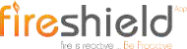 fireshield App
fire is reactive ... Be Proactive